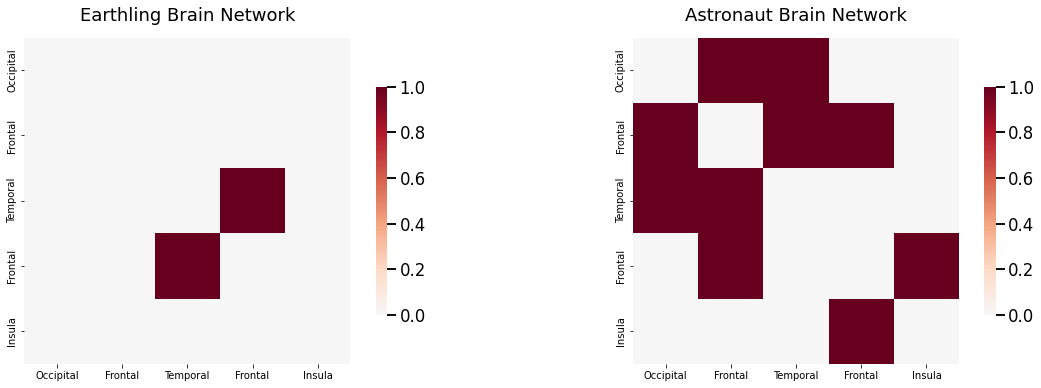 Earthling Brain Network
Occipital
Frontal
Temporal
Frontal
Insula
Occipital Frontal Temporal Frontal Insula
1.0
0.8
0.6
0.4
0.2
0.0
Astronaut Brain Network
Occipital
Frontal
Temporal
Frontal
Insula
Occipital Frontal Temporal Frontal Insula
1.0
0.8
0.6
0.4
0.2
0.0